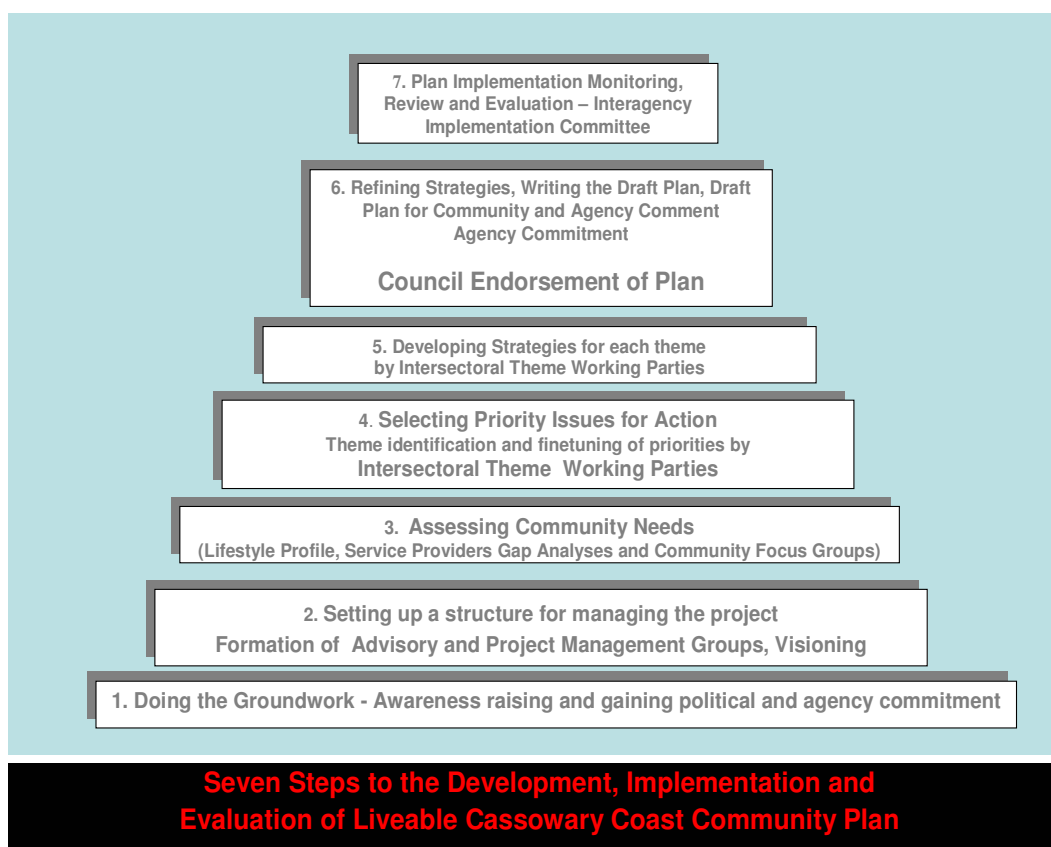 7. Plan Implementation Monitoring,
Review and Evaluation – Interagency
Implementation Committee
6. Refining Strategies, Writing the Draft Plan, Draft
Plan for Community and Agency Comment
Agency Commitment
Council Endorsement of Plan
5. Developing Strategies for each theme
by Intersectoral Theme Working Parties
4. Selecting Priority Issues for Action
Theme identification and finetuning of priorities by
Intersectoral Theme Working Parties
3. Assessing Community Needs
(Lifestyle Profile, Service Providers Gap Analyses and Community Focus Groups)
2. Setting up a structure for managing the project
Formation of Advisory and Project Management Groups, Visioning
1. Doing the Groundwork - Awareness raising and gaining political and agency commitment
Seven Steps to the Development, Implementation and
Evaluation of Liveable Cassowary Coast Community Plan